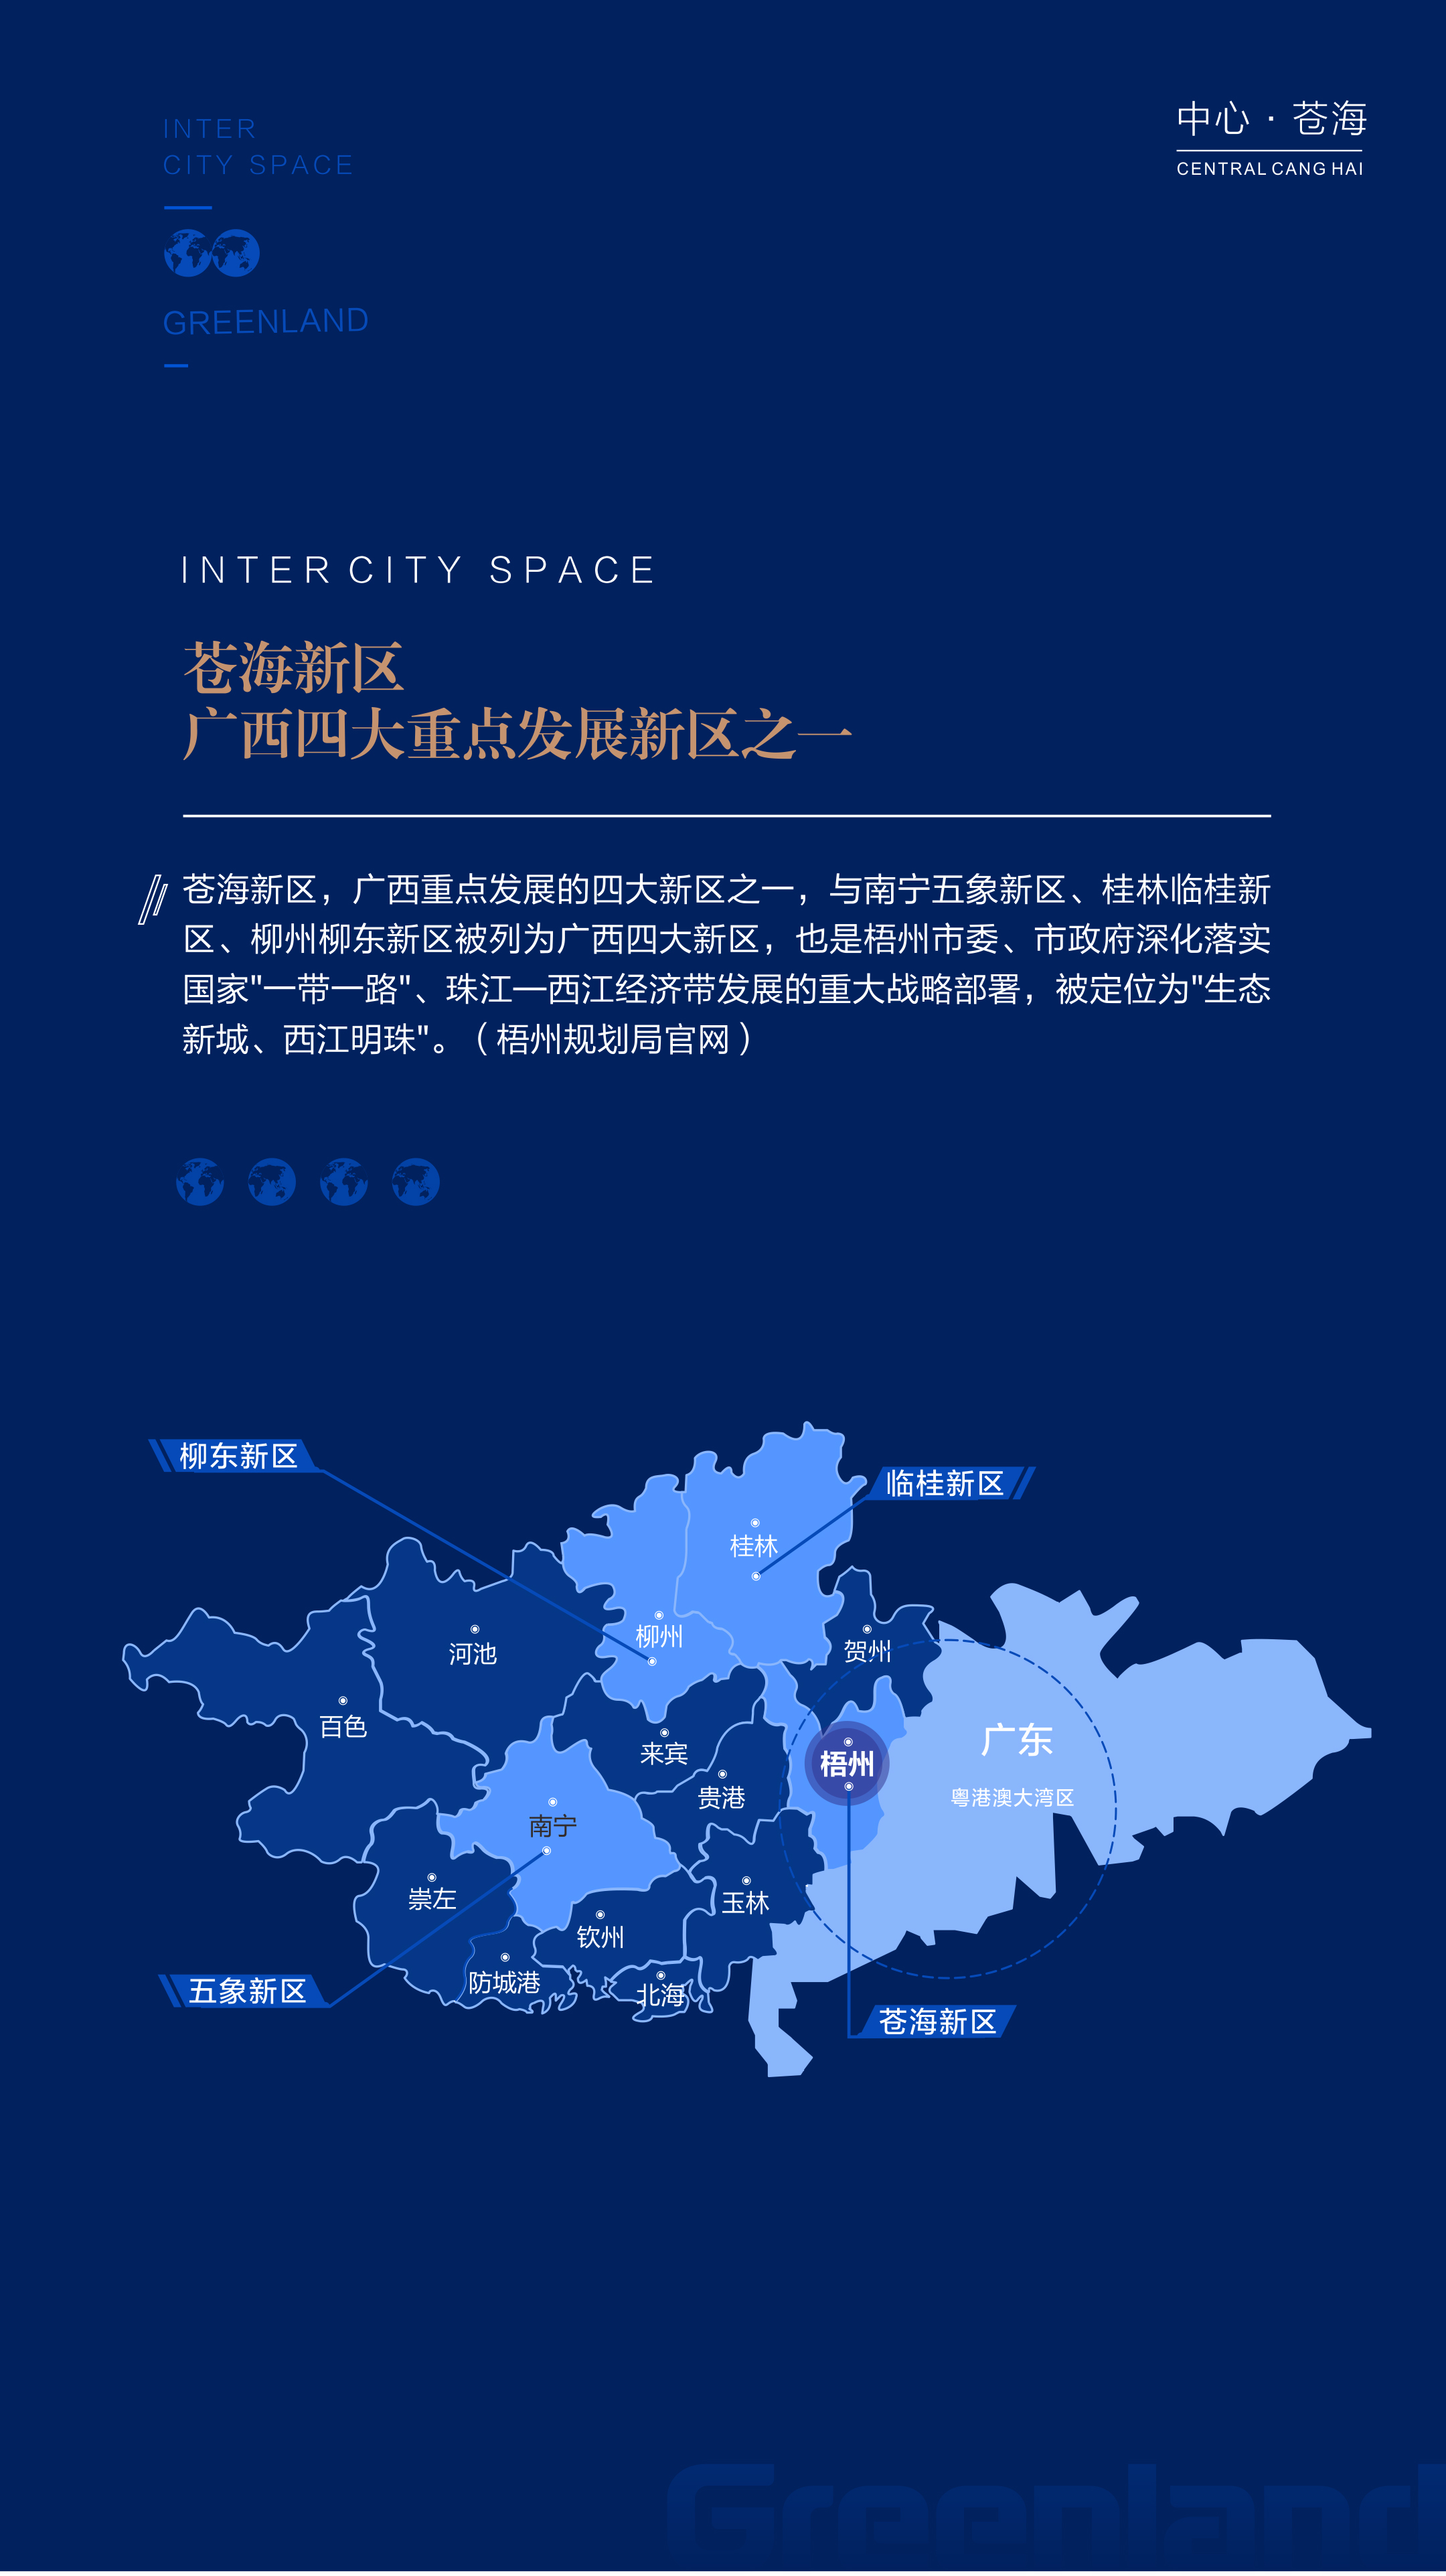 INTER
CITY SPACE
GREENLAND
中心·苍海
CENTRAL CANG HAI
INTER CITY SPACE
苍海新区
广西四大重点发展新区之一
苍海新区，广西重点发展的四大新区之一，与南宁五象新区、桂林临桂新
区、柳州柳东新区被列为广西四大新区，也是梧州市委、市政府深化落实
国家"一带一路"、珠江—西江经济带发展的重大战略部署，被定位为"生态
新城、西江明珠"。（梧州规划局官网）
柳东新区
临桂新区
桂林
柳州
河池
贺州
百色
来宾
广东
梧州
贵港
粤港澳大湾区
南宁
崇左
玉林
钦州
防城港
北海
五象新区
苍海新区
Greenland